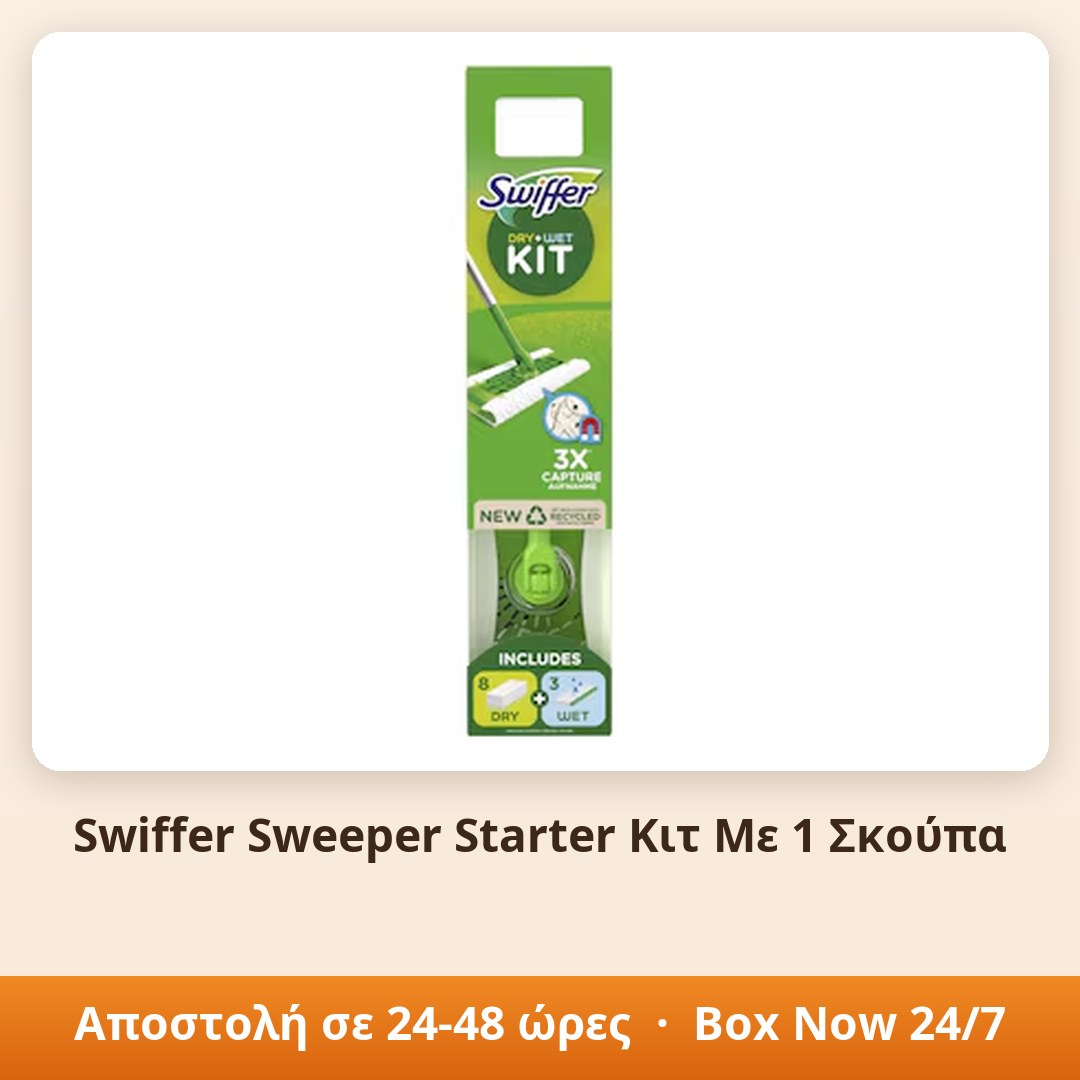 Swiffer
DRY+WET
KIT
3X
CAPTURE
AUFNAHME
NEW
RECYCLED
INCLUDES
8
3
DRY
WET
Swiffer Sweeper Starter Κιτ Με 1 Σκούπα
Αποστολή σε 24-48 ώρες · Box Now 24/7